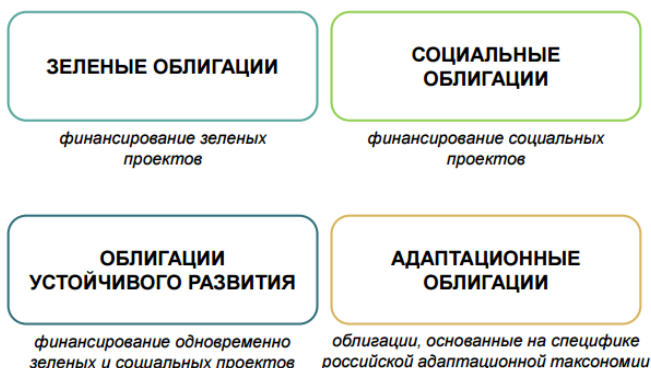 ЗЕЛЕНЫЕ ОБЛИГАЦИИ
финансирование зеленых
проектов
СОЦИАЛЬНЫЕ
ОБЛИГАЦИИ
финансирование социальных
проектов
ОБЛИГАЦИИ
УСТОЙЧИВОГО РАЗВИТИЯ
финансирование одновременно
зеленых и социальных проектов
АДАПТАЦИОННЫЕ
ОБЛИГАЦИИ
облигации, основанные на специфике
российской адаптационной таксономии